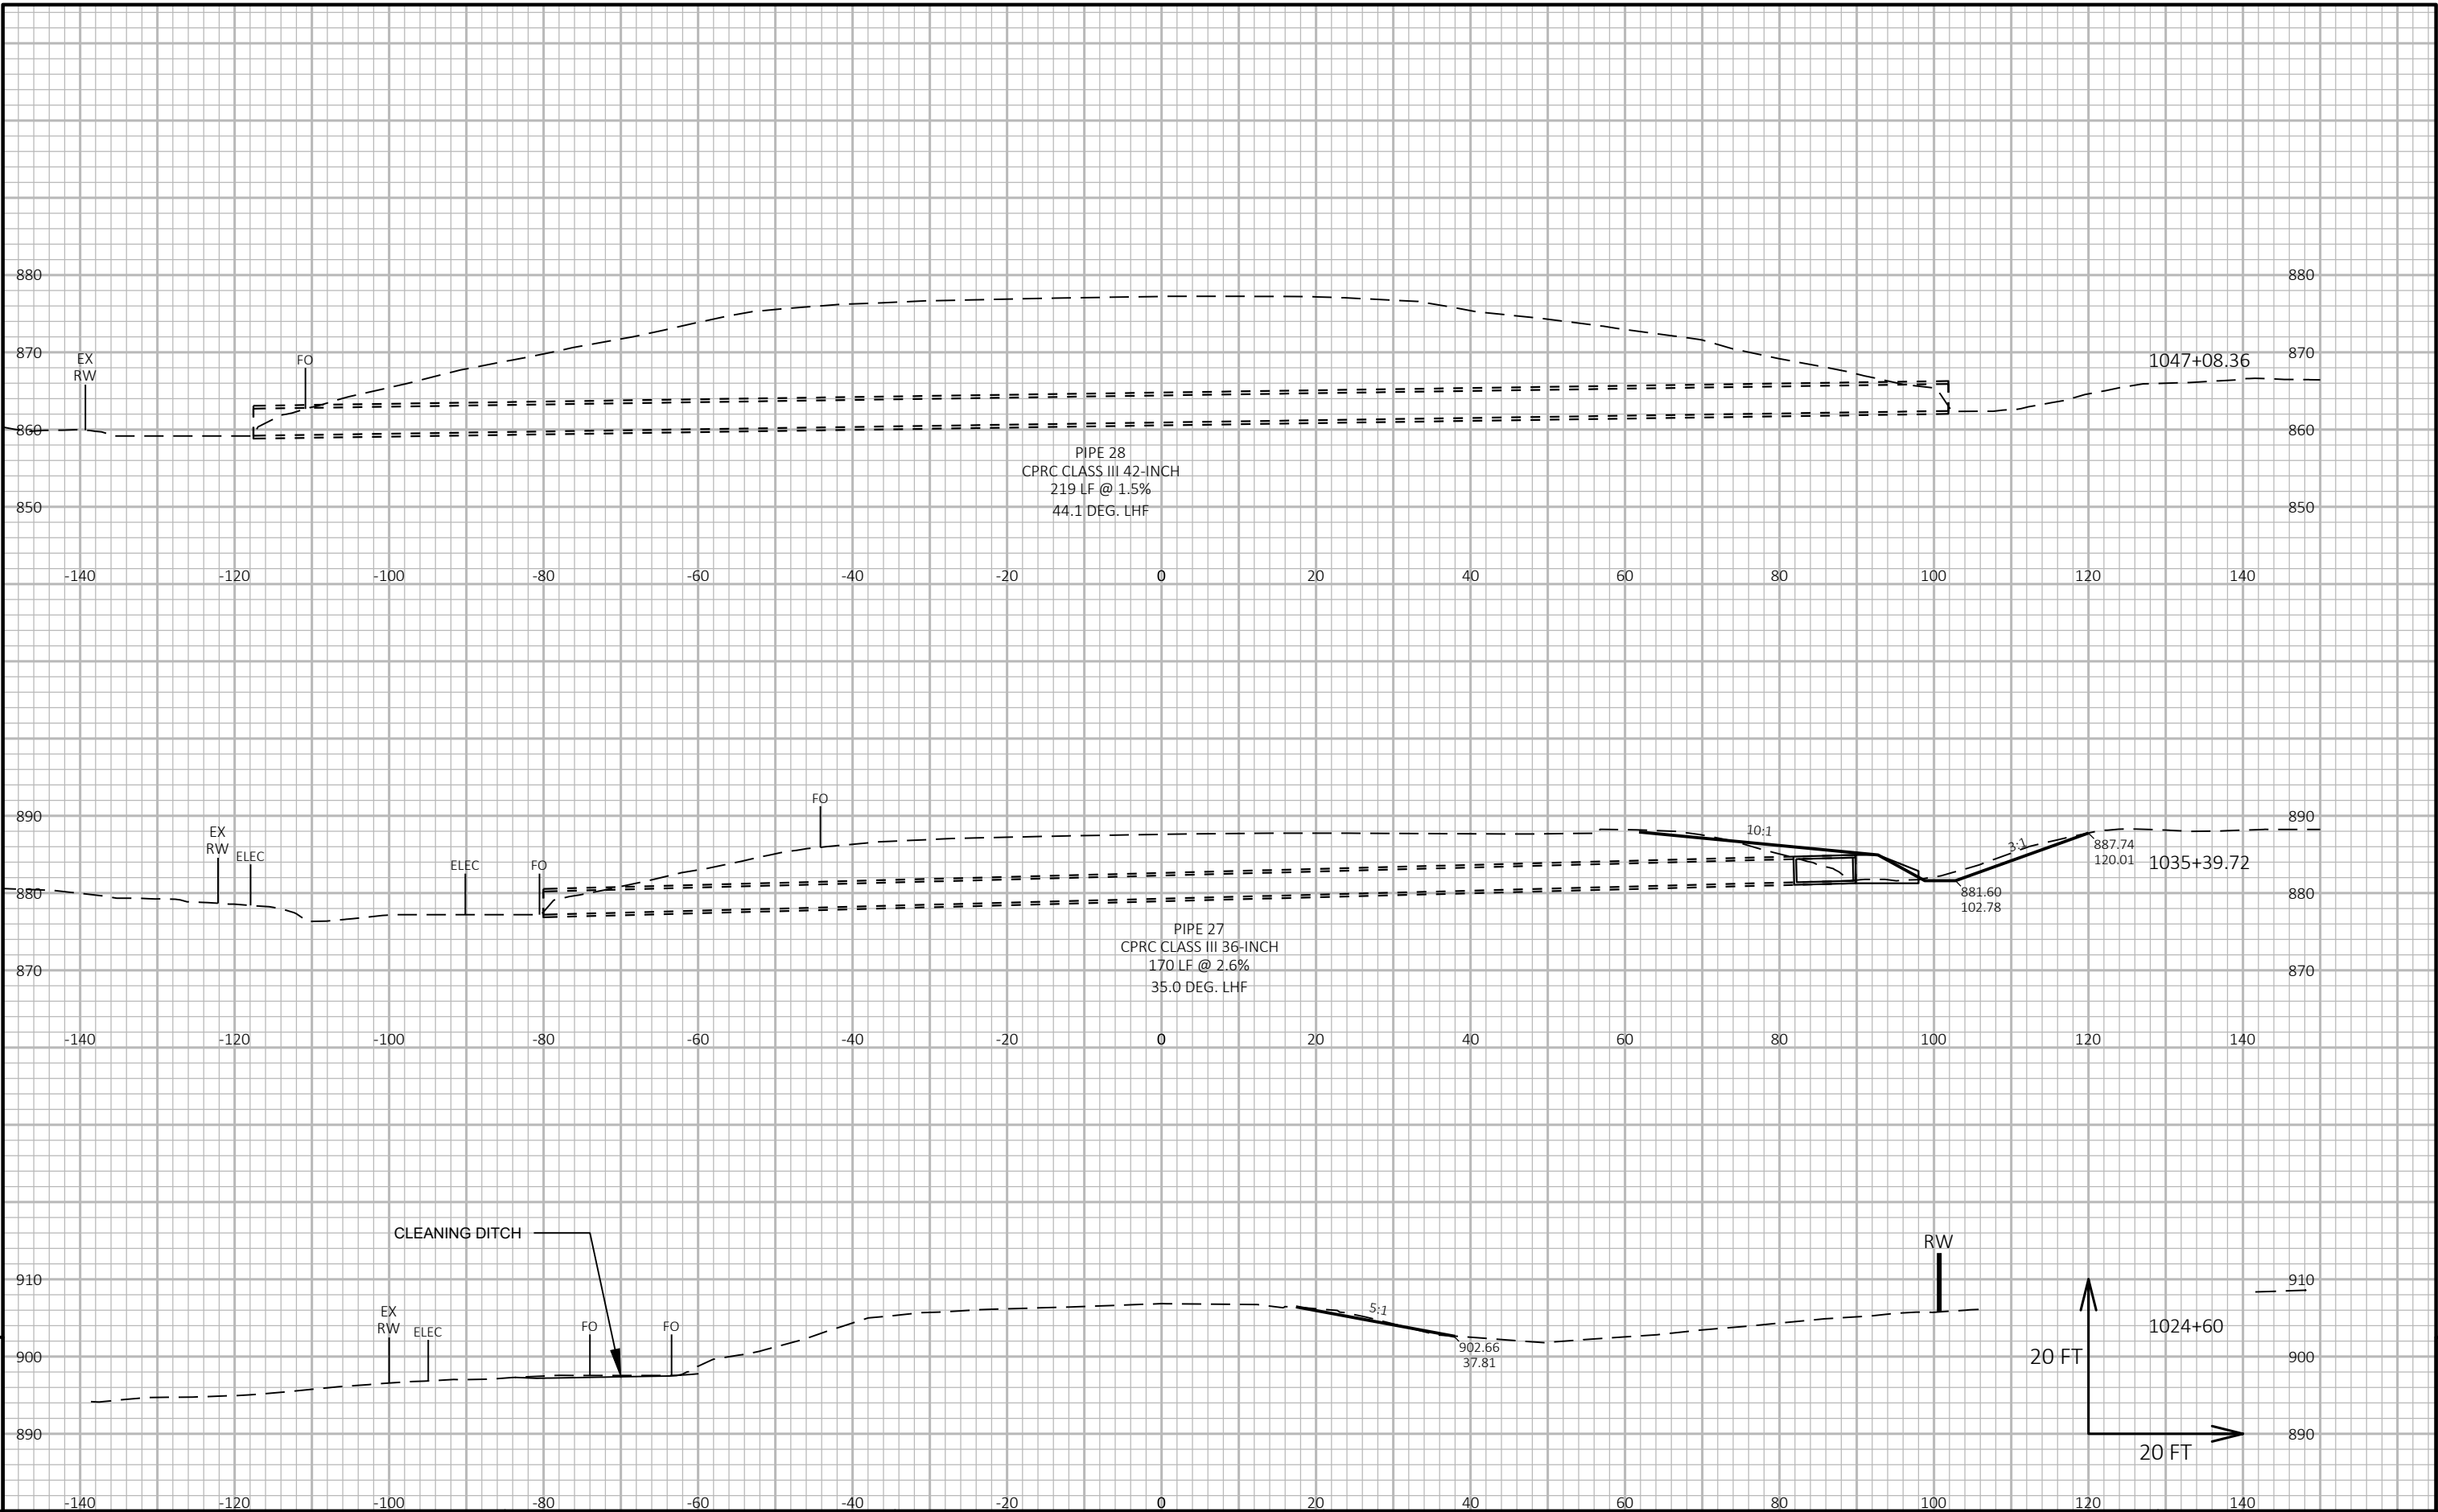 880 880
EX
RW
FO
870 870
1047+08.36
860 860
PIPE 28
CPRC CLASS III 42-INCH
219 LF @ 1.5%
44.1 DEG. LHF
850 850
-140 -120 -100 -80 -60 -40 -20 0 20 40 60 80 100 120 140
FO
890 890
EX
RW
ELEC
ELEC
FO
10:1
3:1
887.74
120.01
1035+39.72
880 880
881.60
102.78
PIPE 27
CPRC CLASS III 36-INCH
170 LF @ 2.6%
35.0 DEG. LHF
870 870
-140 -120 -100 -80 -60 -40 -20 0 20 40 60 80 100 120 140
CLEANING DITCH
RW
910 910
EX
RW
ELEC
FO
FO
5:1
902.66
37.81
1024+60
900 900
20 FT
890 890
20 FT
-140 -120 -100 -80 -60 -40 -20 0 20 40 60 80 100 120 140